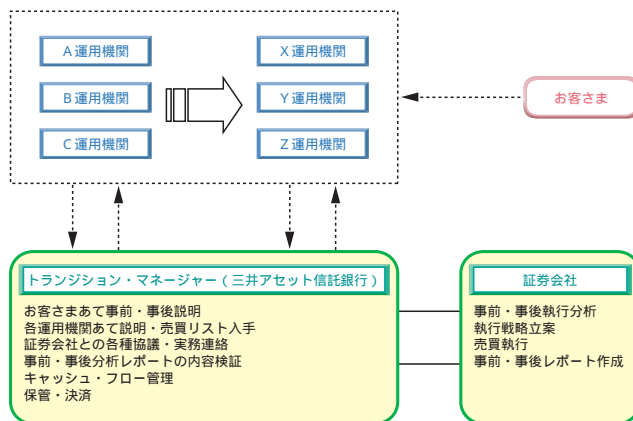 A運用機関
X運用機関
B運用機関
Y運用機関
お客さま
C運用機関
Z運用機関
トランジション・マネージャー(三井アセット信託銀行)
お客さまあて事前・事後説明
各運用機関あて説明・売買リスト入手
証券会社との各種協議・実務連絡
事前・事後分析レポートの内容検証
キャッシュ・フロー管理
保管・決済
証券会社
事前・事後執行分析
執行戦略立案
売買執行
事前・事後レポート作成